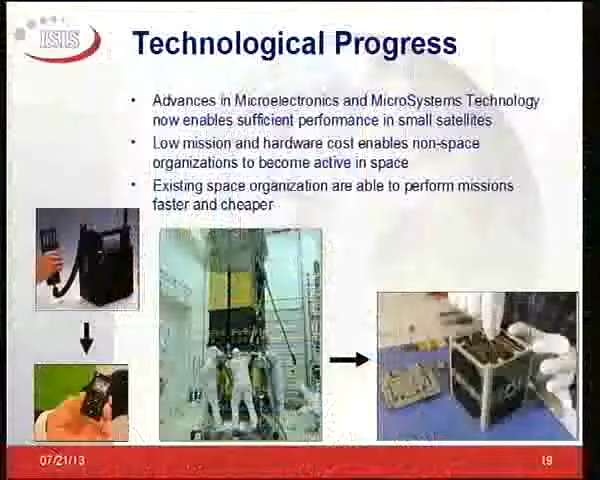 ISIS
Technological Progress
• Advances in Microelectronics and MicroSystems Technology
now enables sufficient performance in small satellites
• Low mission and hardware cost enables non-space
organizations to become active in space
• Existing space organization are able to perform missions
faster and cheaper
07/21/13
19